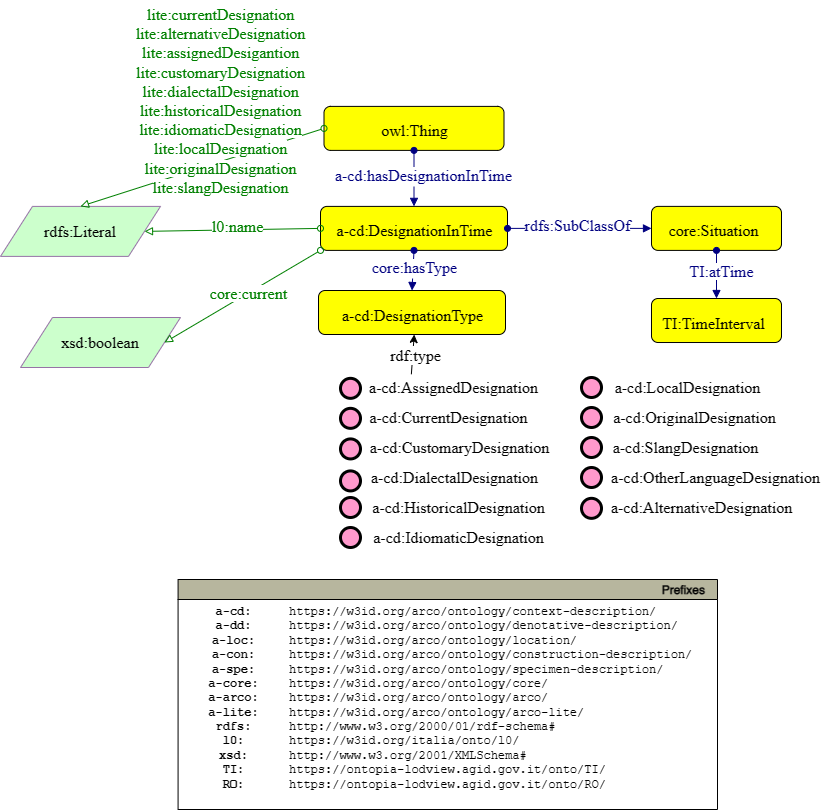 lite:currentDesignation
lite:alternativeDesignation
lite:assignedDesigantion
lite:customaryDesignation
lite:dialectalDesignation
lite:historicalDesignation
lite:idiomaticDesignation
lite:localDesignation
lite:originalDesignation
lite:slangDesignation
owl:Thing
a-cd:hasDesignationInTime
rdfs:Literal
l0:name
a-cd:DesignationInTime
rdfs:SubClassOf
core:Situation
core:hasType
TI:atTime
core:current
a-cd:DesignationType
TI:TimeInterval
xsd:boolean
rdf:type
a-cd:AssignedDesignation
a-cd:LocalDesignation
a-cd:CurrentDesignation
a-cd:OriginalDesignation
a-cd:CustomaryDesignation
a-cd:SlangDesignation
a-cd:DialectalDesignation
a-cd:OtherLanguageDesignation
a-cd:HistoricalDesignation
a-cd:AlternativeDesignation
a-cd:IdiomaticDesignation
Prefixes
a-cd: https://w3id.org/arco/ontology/context-description/
a-dd: https://w3id.org/arco/ontology/denotative-description/
a-loc: https://w3id.org/arco/ontology/location/
a-con: https://w3id.org/arco/ontology/construction-description/
a-spe: https://w3id.org/arco/ontology/specimen-description/
a-core: https://w3id.org/arco/ontology/core/
a-arco: https://w3id.org/arco/ontology/arco/
a-lite: https://w3id.org/arco/ontology/arco-lite/
rdfs: http://www.w3.org/2000/01/rdf-schema#
l0: https://w3id.org/italia/onto/l0/
xsd: http://www.w3.org/2001/XMLSchema#
TI: https://ontopia-lodview.agid.gov.it/onto/TI/
RO: https://ontopia-lodview.agid.gov.it/onto/RO/